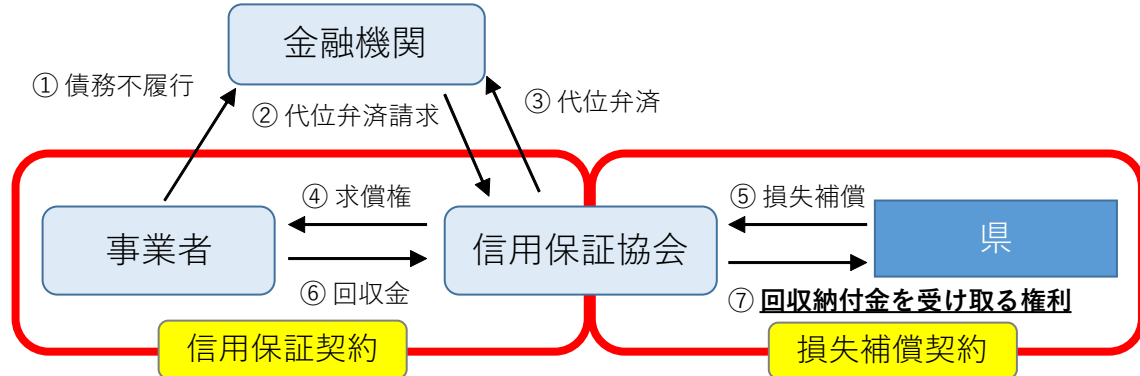 金融機関
① 債務不履行
② 代位弁済請求
③ 代位弁済
④ 求償権
⑤ 損失補償
事業者
信用保証協会
県
⑥ 回収金
⑦ 回収納付金を受け取る権利
信用保証契約
損失補償契約